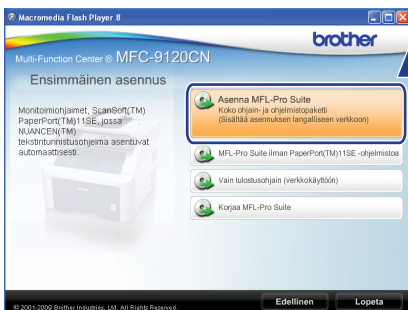 Macromedia Flash Player 8
brother
Multi-Function Center ® MFC-9120CN
Ensimmäinen asennus
Monitoimiohjaimet, ScanSoft(TM)
PaperPort(TM)11SE, jossa
NUANCEN(TM)
tekstintunnistusohjelma asentuvat
automaattisesti.
Asenna MFL-Pro Suite
Koko ohjain- ja ohjelmistopaketti
(Sisältää asennuksen langalliseen verkkoon)
MFL-Pro Suite ilman PaperPort(TM)11SE -ohjelmistoa
Vain tulostusohjain (verkkokäyttöön)
Korjaa MFL-Pro Suite
© 2001-2009 Brother Industries, Ltd. All Rights Reserved.
Edellinen
Lopeta